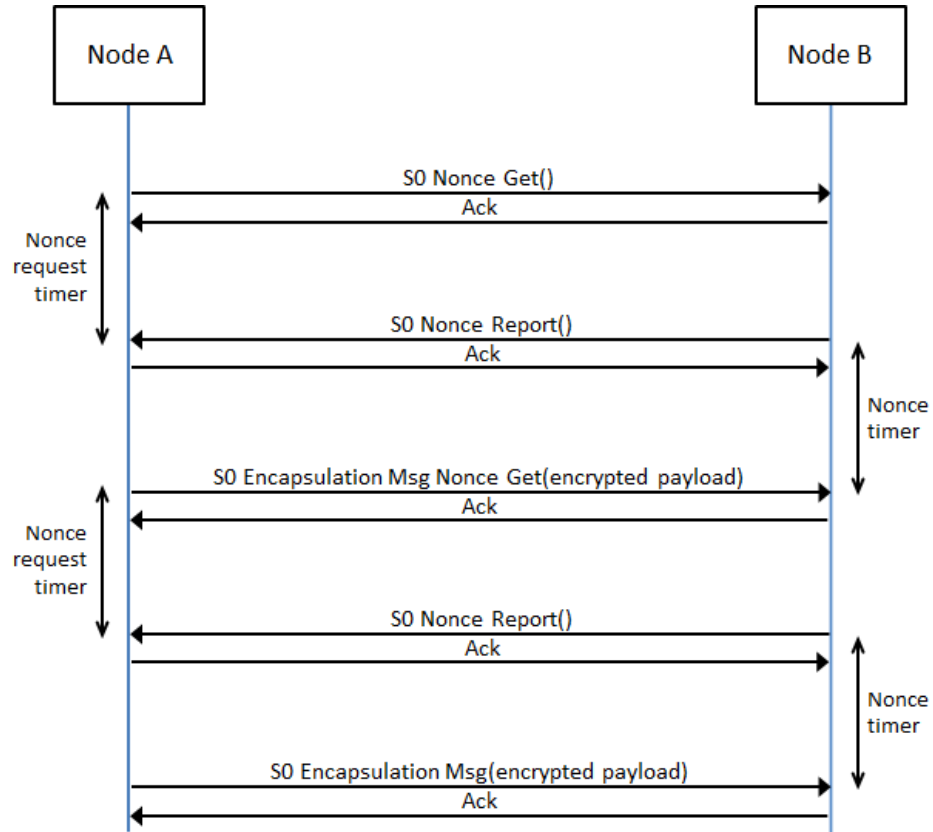 Node A
Node B
S0 Nonce Get()
Ack
Nonce
request
timer
S0 Nonce Report()
Ack
Nonce
timer
S0 Encapsulation Msg Nonce Get(encrypted payload)
Ack
Nonce
request
timer
S0 Nonce Report()
Ack
Nonce
timer
S0 Encapsulation Msg(encrypted payload)
Ack